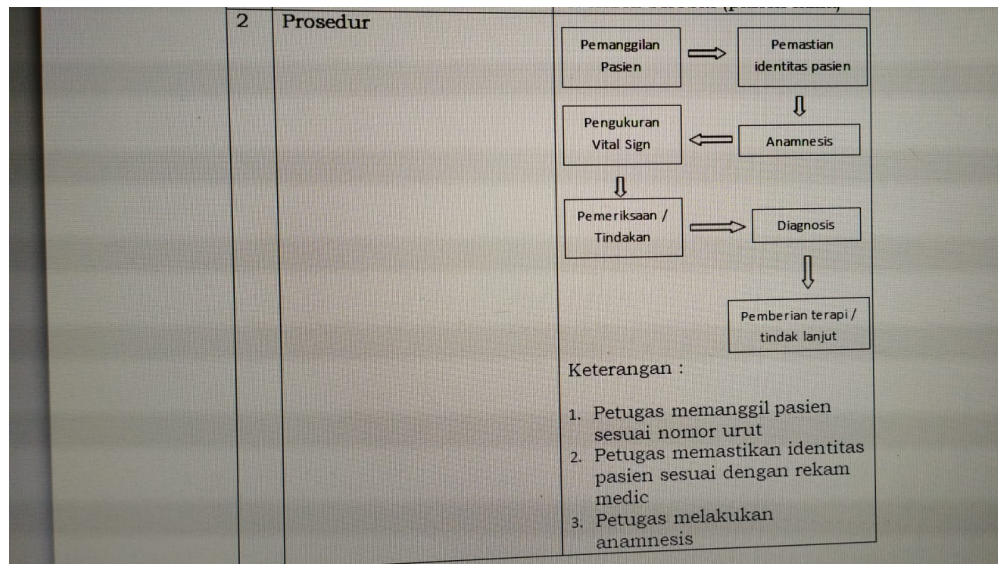 2 Prosedur
Pemanggilan
Pasien
Pemastian
identitas pasien
Pengukuran
Vital Sign
Anamnesis
Pemeriksaan /
Tindakan
Diagnosis
Pemberian terapi /
tindak lanjut
Keterangan :
1. Petugas memanggil pasien
sesuai nomor urut
2. Petugas memastikan identitas
pasien sesuai dengan rekam
medic
3. Petugas melakukan
anamnesis